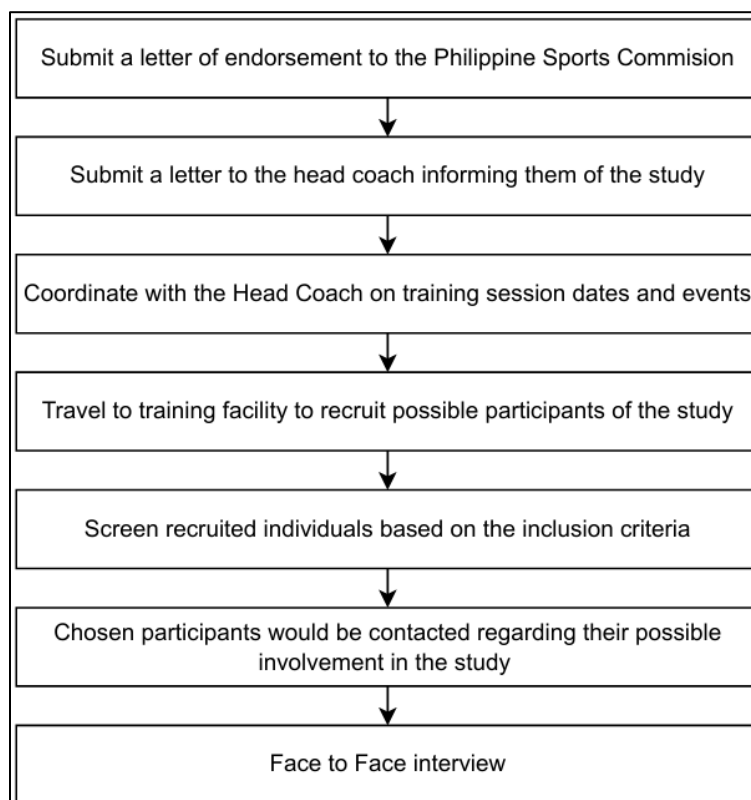 Submit a letter of endorsement to the Philippine Sports Commision
Submit a letter to the head coach informing them of the study
Coordinate with the Head Coach on training session dates and events
Travel to training facility to recruit possible participants of the study
Screen recruited individuals based on the inclusion criteria
Chosen participants would be contacted regarding their possible
involvement in the study
Face to Face interview